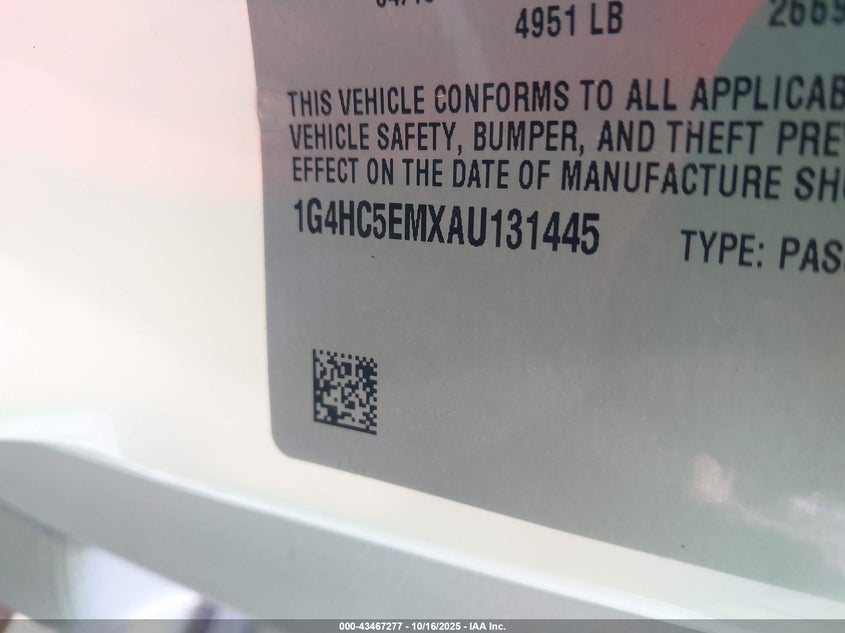 4951 LB
THIS VEHICLE CONFORMS TO ALL APPLICAB
VEHICLE SAFETY, BUMPER, AND THEFT PRE
EFFECT ON THE DATE OF MANUFACTURE SH
1G4HC5EMXAU131445
TYPE: PAS
000-43467277 - 10/16/2025 - IAA Inc.